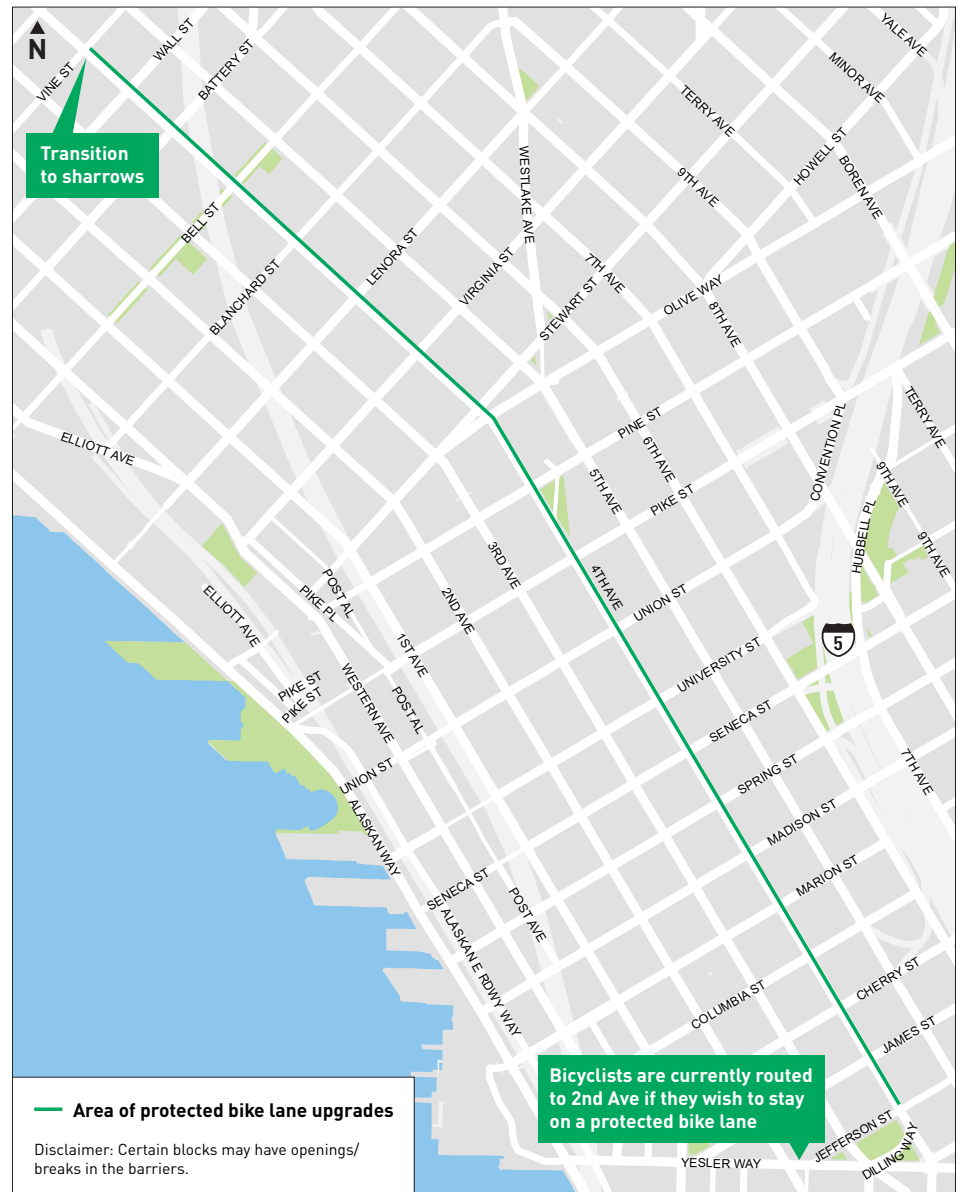 N
VINE ST
WALL ST
BATTERY ST
YALE AVE
MINOR AVE
TERRY AVE
HOWELL ST
BOREN AVE
Transition
to sharrows
WESTLAKE AVE
9TH AVE
BELL ST
BLANCHARD ST
LENORA ST
VIRGINIA ST
7TH AVE
STEWART ST
OLIVE WAY
8TH AVE
ELLIOTT AVE
PINE ST
6TH AVE
5TH AVE
PIKE ST
CONVENTION PL
TERRY AVE
9TH AVE
HUBBELL PL
9TH AVE
3RD AVE
4TH AVE
2ND AVE
UNION ST
POST AL
PIKE PL
ELLIOTT AVE
1ST AVE
5
UNIVERSITY ST
PIKE ST
PIKE ST
WESTERN AVE
POST AL
SENECA ST
UNION ST
SPRING ST
7TH AVE
ALASKAN WAY
MADISON ST
MARION ST
SENECA ST
POST AVE
ALASKAN E RDWY WAY
CHERRY ST
COLUMBIA ST
JAMES ST
Bicyclists are currently routed
to 2nd Ave if they wish to stay
on a protected bike lane
JEFFERSON ST
DILLING WAY
YESLER WAY
Area of protected bike lane upgrades
Disclaimer: Certain blocks may have openings/
breaks in the barriers.